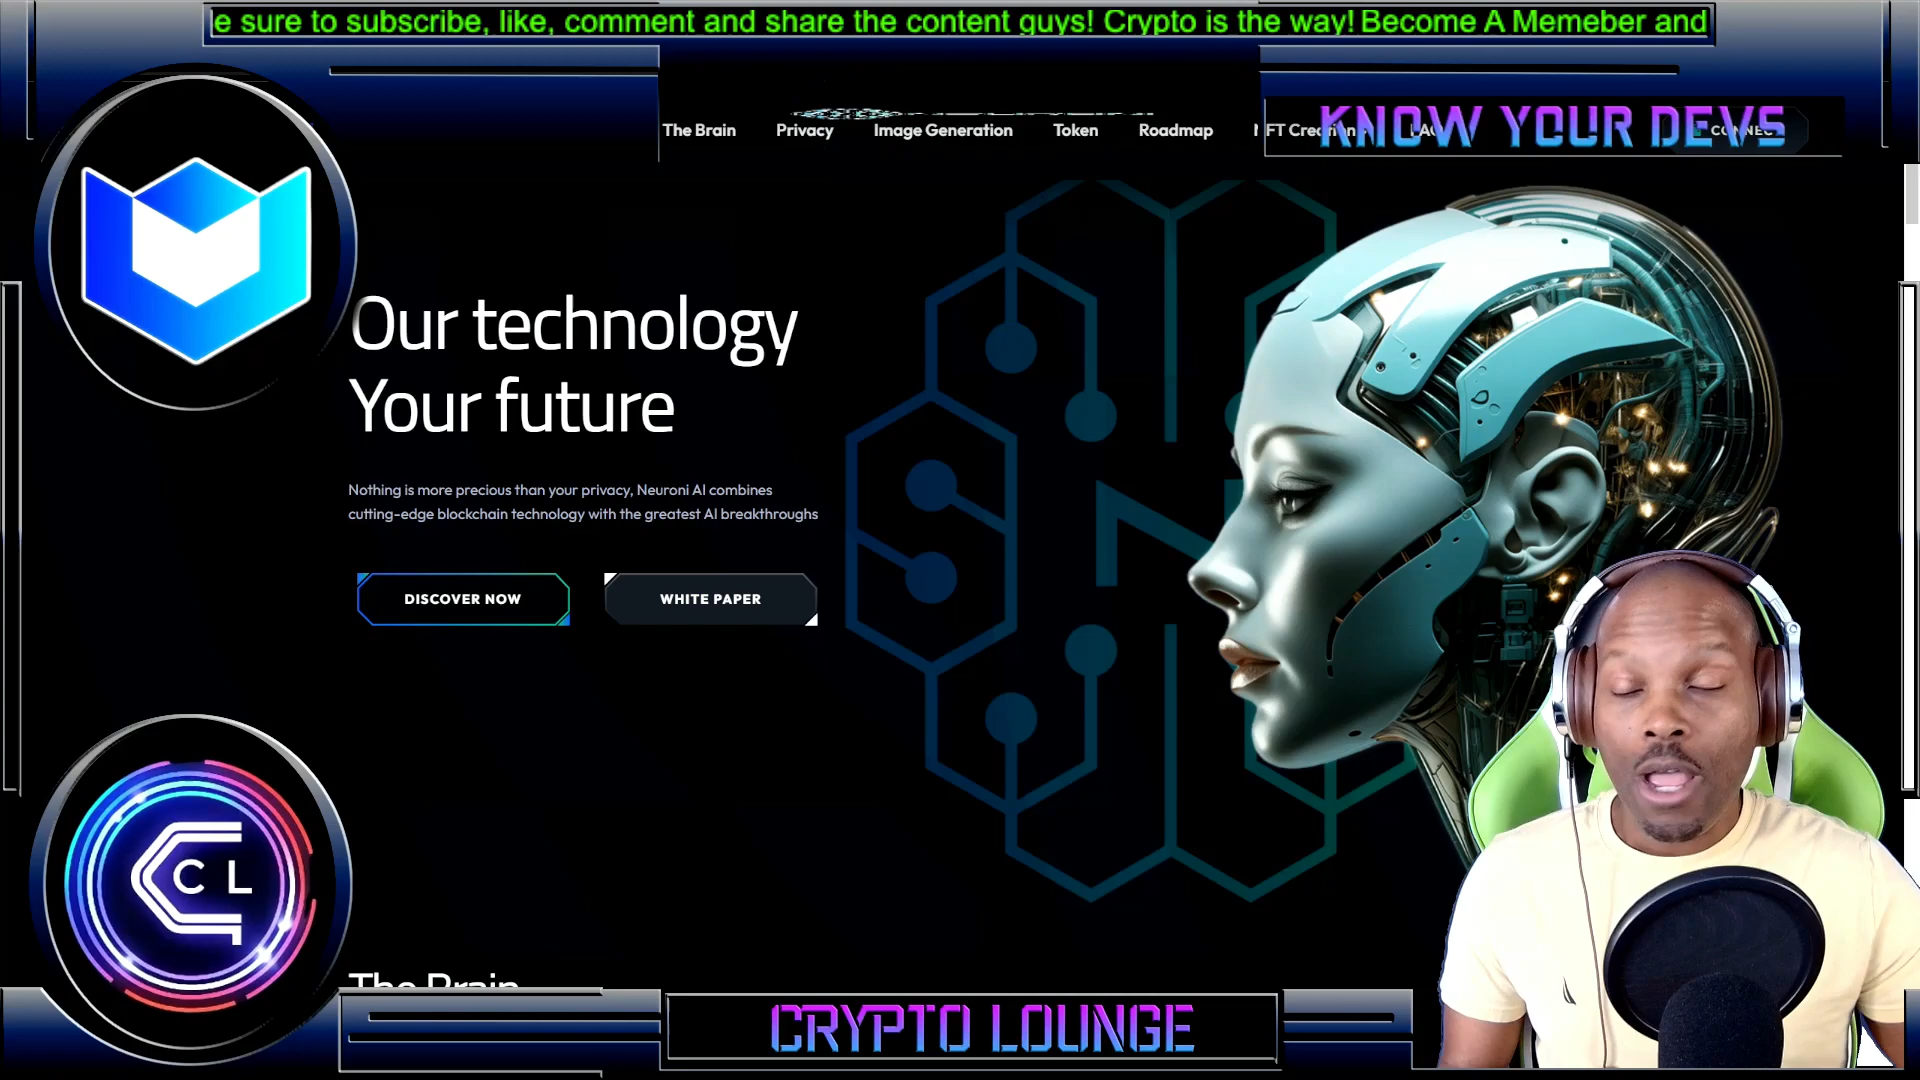 e sure to subscribe, like, comment and share the content guys! Crypto is the way! Become A Memeber and
The Brain Privacy Image Generation Token Roadmap
KNOW YOUR DEVS
Our technology
Your future
Nothing is more precious than your privacy, Neuroni AI combines
cutting-edge blockchain technology with the greatest AI breakthroughs
DISCOVER NOW WHITE PAPER
C L
The Brain
CRYPTO LOUNGE